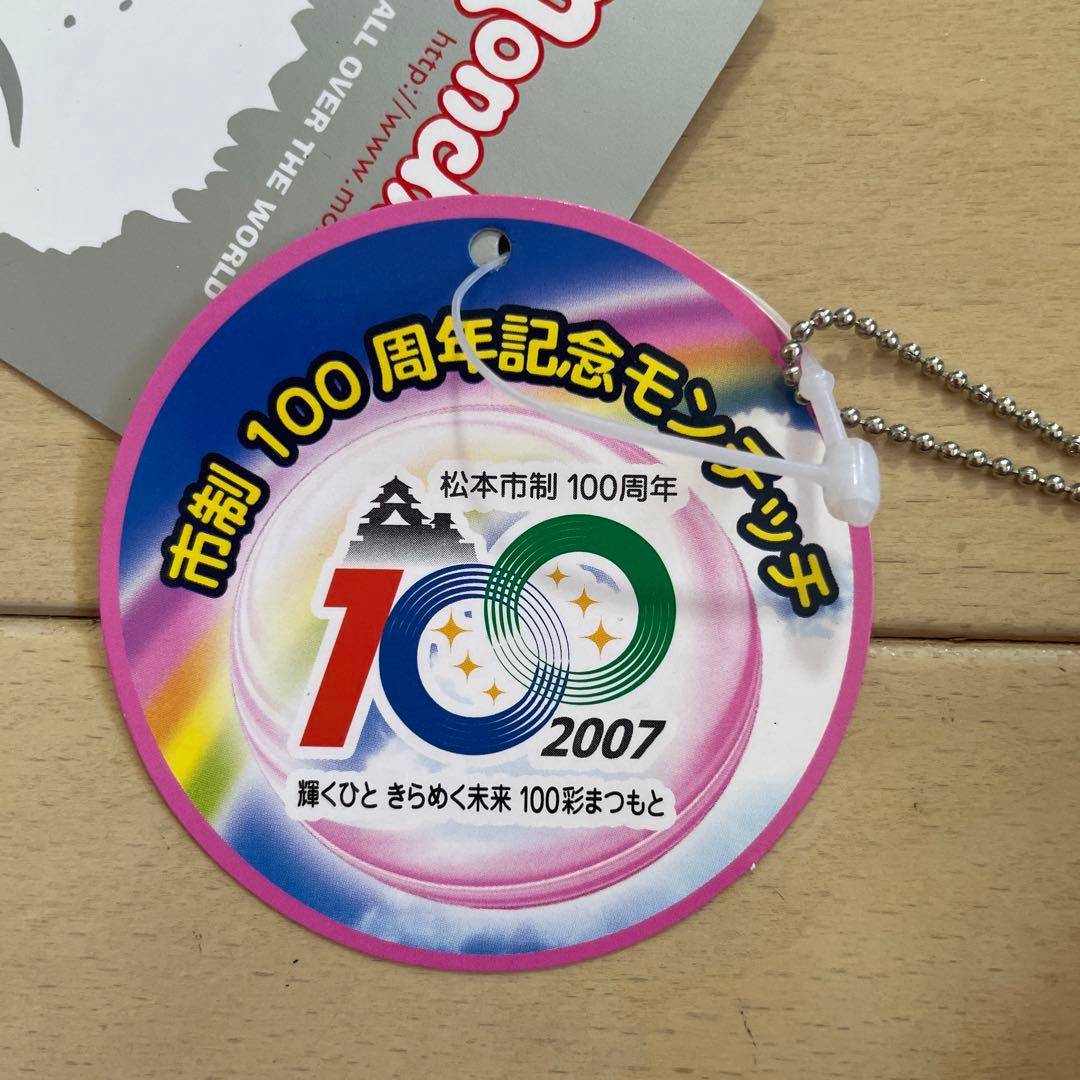 ALL OVER THE WORLD
Monch
http://www.mo
市制 100 周年記念モンチッチ
松本市制 100周年
100
2007
輝くひと きらめく未来 100彩まつもと